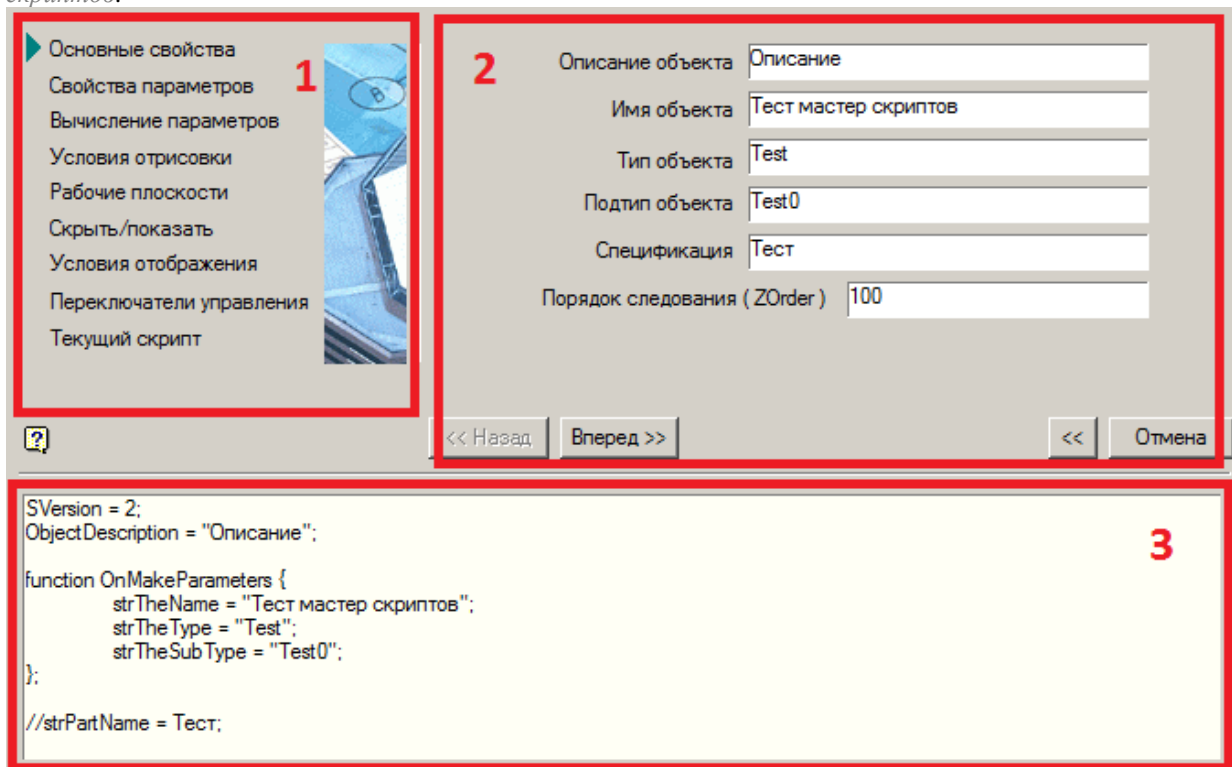 скриптов.
Основные свойства
Свойства параметров
Вычисление параметров
Условия отрисовки
Рабочие плоскости
Скрыть/показать
Условия отображения
Переключатели управления
Текущий скрипт
1
B
2
Описание объекта Описание
Имя объекта Тест мастер скриптов
Тип объекта Test
Подтип объекта Test0
Спецификация Тест
Порядок следования ( ZOrder ) 100
?
<< Назад Вперед >> << Отмена
3
SVersion = 2;
ObjectDescription = "Описание";
function OnMakeParameters {
strTheName = "Тест мастер скриптов";
strTheType = "Test";
strTheSubType = "Test0";
};
//strPartName = Тест;